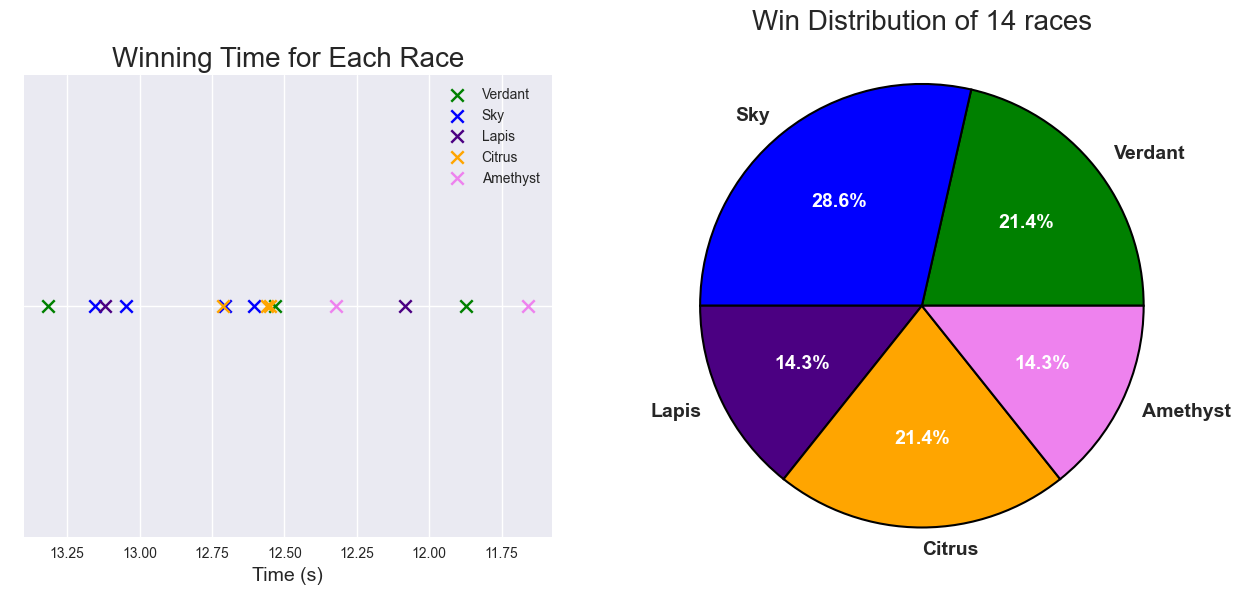 Winning Time for Each Race
Verdant
Sky
Lapis
Citrus
Amethyst
13.25 13.00 12.75 12.50 12.25 12.00 11.75
Time (s)
Win Distribution of 14 races
Sky
Verdant
28.6%
21.4%
14.3%
14.3%
Lapis
Amethyst
21.4%
Citrus